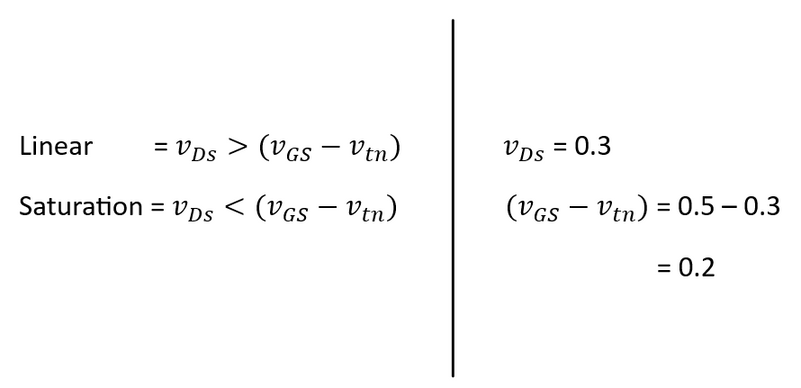 Linear = v_Ds > (v_GS − v_tn)
Saturation = v_Ds < (v_GS − v_tn)
v_Ds = 0.3
(v_GS − v_tn) = 0.5 – 0.3
= 0.2